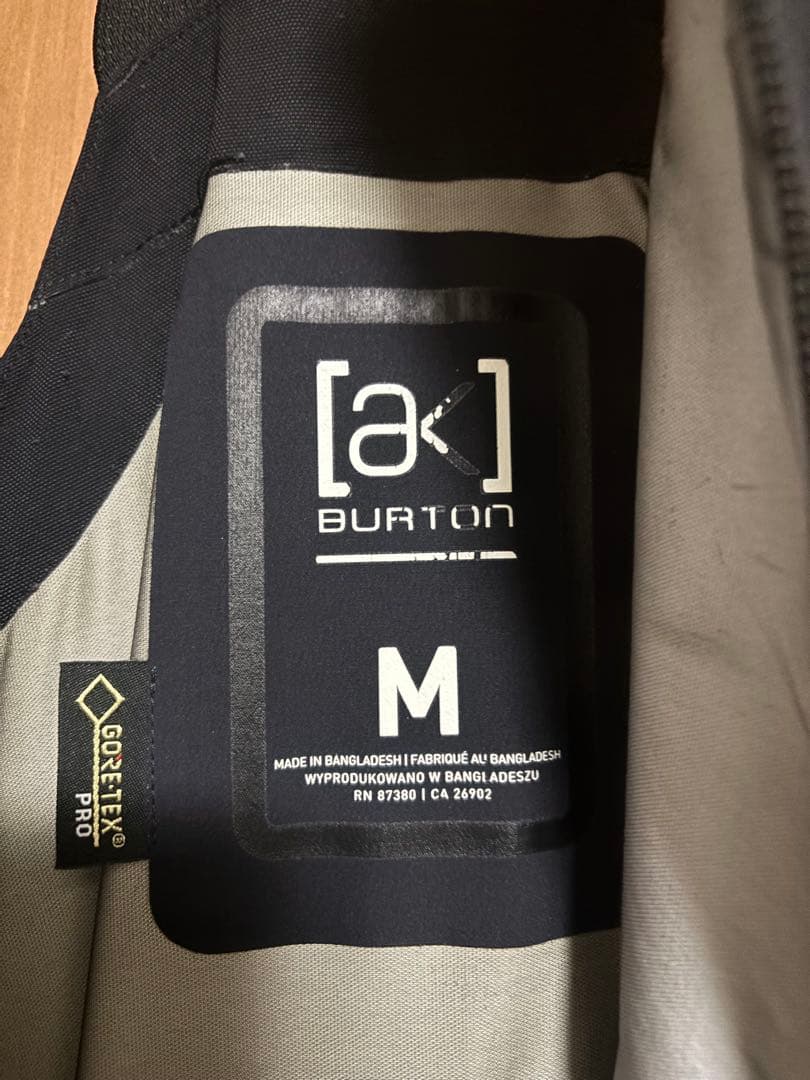 [ak]
BURTON
M
MADE IN BANGLADESH | FABRIQUÉ AU BANGLADESH
WYPRODUKOWANO W BANGLADESZU
RN 87380 | CA 26902
GORE-TEX®
PRO